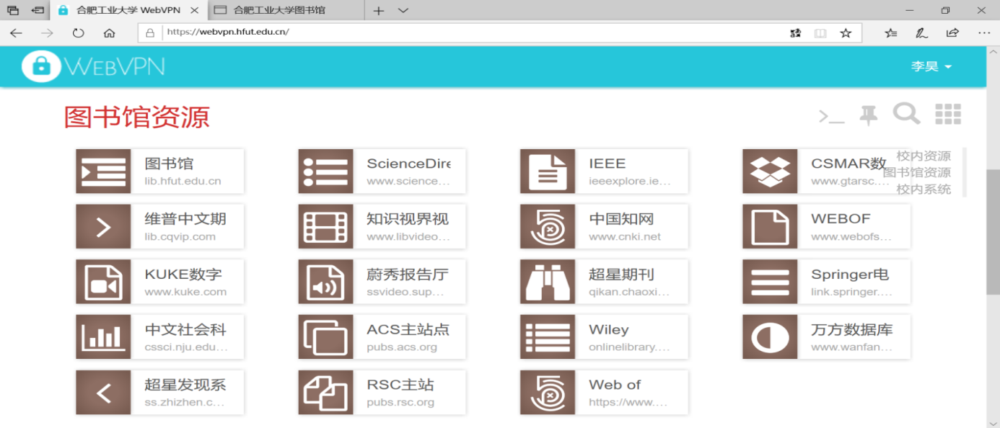 合肥工业大学 WebVPN
合肥工业大学图书馆
https://webvpn.hfut.edu.cn/
WEBVPN
李昊
图书馆资源
校内资源
图书馆资源
校内系统
图书馆
lib.hfut.edu.cn
ScienceDire
www.science...
IEEE
ieeexplore.ie...
CSMAR数
www.gtarsc....
维普中文期
lib.cqvip.com
知识视界视
www.libvideo...
中国知网
www.cnki.net
WEBOF
www.webofs...
KUKE数字
www.kuke.com
蔚秀报告厅
ssvideo.sup...
超星期刊
qikan.chaoxi...
Springer电
link.springer....
中文社会科
cssci.nju.edu...
ACS主站点
pubs.acs.org
Wiley
onlinelibrary....
万方数据库
www.wanfan...
超星发现系
ss.zhizhen.c...
RSC主站
pubs.rsc.org
Web of
https://www....